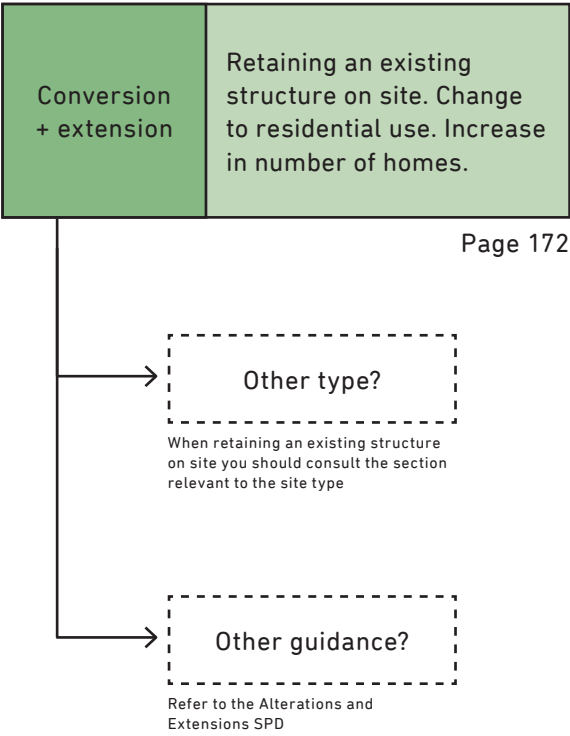 Conversion
+ extension
Retaining an existing
structure on site. Change
to residential use. Increase
in number of homes.
Page 172
Other type?
When retaining an existing structure
on site you should consult the section
relevant to the site type
Other guidance?
Refer to the Alterations and
Extensions SPD